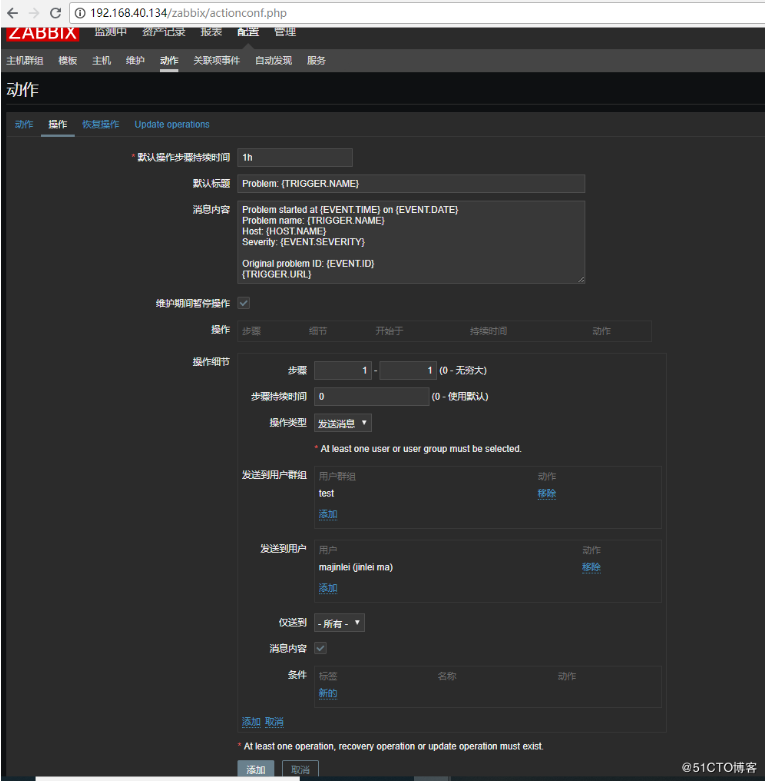 192.168.40.134/zabbix/actionconf.php
ZABBIX 监测中 资产记录 报表 配置 管理
主机群组 模板 主机 维护 动作 关联项事件 自动发现 服务
动作
动作 操作 恢复操作 Update operations
* 默认操作步骤持续时间 1h
默认标题 Problem: {TRIGGER.NAME}
消息内容 Problem started at {EVENT.TIME} on {EVENT.DATE}
Problem name: {TRIGGER.NAME}
Host: {HOST.NAME}
Severity: {EVENT.SEVERITY}
Original problem ID: {EVENT.ID}
{TRIGGER.URL}
维护期间暂停操作
操作 步骤 细节 开始于 持续时间 动作
操作细节
步骤 1 - 1 (0 - 无穷大)
步骤持续时间 0 (0 - 使用默认)
操作类型 发送消息
* At least one user or user group must be selected.
发送到用户群组 用户群组 动作
test 移除
添加
发送到用户 用户 动作
majinlei (jinlei ma) 移除
添加
仅送到 - 所有 -
消息内容
条件 标签 名称 动作
新的
添加 取消
* At least one operation, recovery operation or update operation must exist.
添加 取消
@51CTO博客